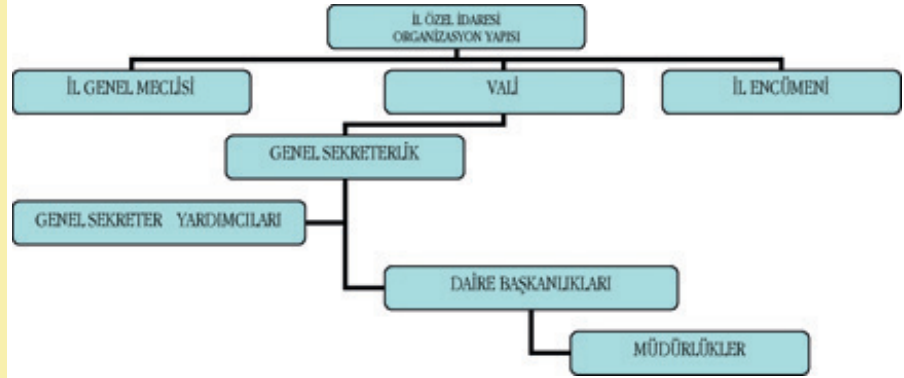 İL ÖZEL İDARESİ
ORGANİZASYON YAPISI
İL GENEL MECLİSİ
VALİ
İL ENCÜMENİ
GENEL SEKRETERLİK
GENEL SEKRETER YARDIMCILARI
DAİRE BAŞKANLIKLARI
MÜDÜRLÜKLER